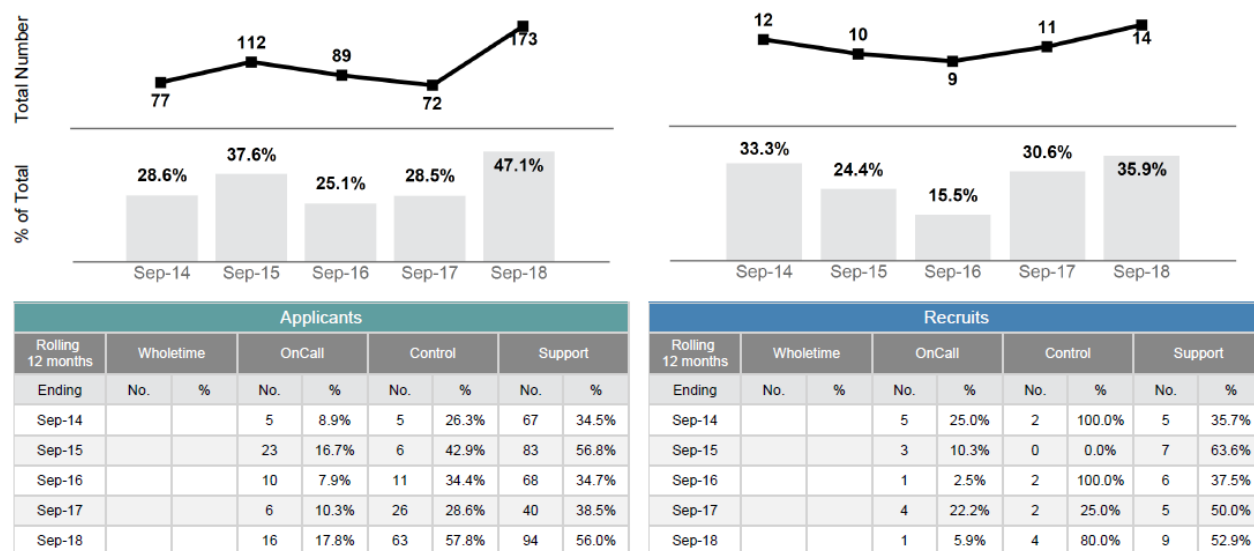 Total Number
77
112
89
72
173
% of Total
28.6%
37.6%
25.1%
28.5%
47.1%
Sep-14 Sep-15 Sep-16 Sep-17 Sep-18
12
10
9
11
14
33.3%
24.4%
15.5%
30.6%
35.9%
Sep-14 Sep-15 Sep-16 Sep-17 Sep-18
Applicants
Rolling
12 months Wholetime OnCall Control Support
Ending No. % No. % No. % No. %
Sep-14 5 8.9% 5 26.3% 67 34.5%
Sep-15 23 16.7% 6 42.9% 83 56.8%
Sep-16 10 7.9% 11 34.4% 68 34.7%
Sep-17 6 10.3% 26 28.6% 40 38.5%
Sep-18 16 17.8% 63 57.8% 94 56.0%
Recruits
Rolling
12 months Wholetime OnCall Control Support
Ending No. % No. % No. % No. %
Sep-14 5 25.0% 2 100.0% 5 35.7%
Sep-15 3 10.3% 0 0.0% 7 63.6%
Sep-16 1 2.5% 2 100.0% 6 37.5%
Sep-17 4 22.2% 2 25.0% 5 50.0%
Sep-18 1 5.9% 4 80.0% 9 52.9%